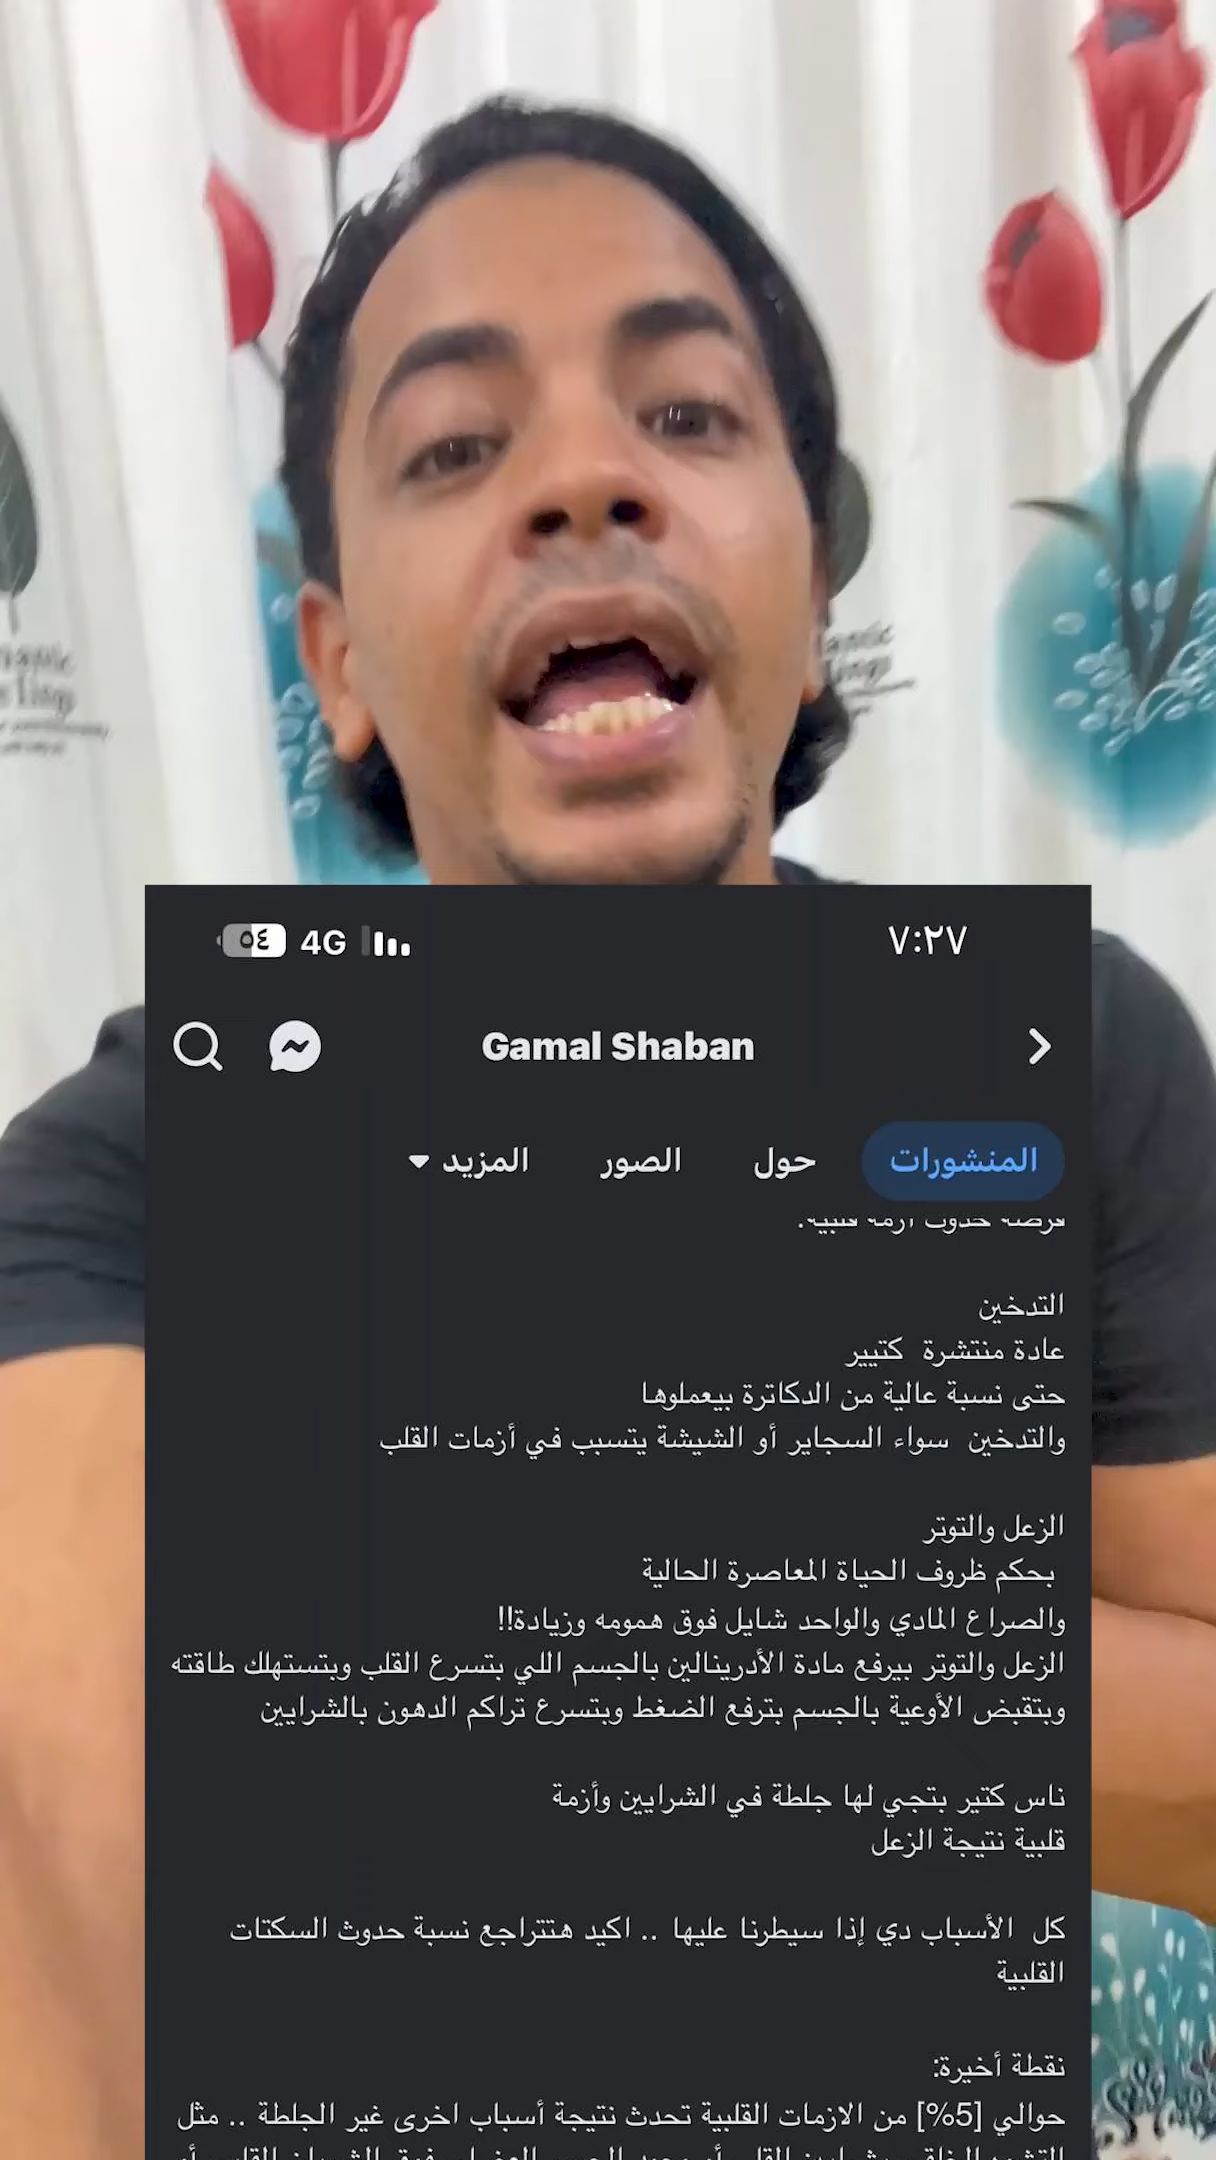 ٥٤ 4G ٧:٢٧
Gamal Shaban
المنشورات حول الصور المزيد
فرصة حدوث أزمة قلبية.
التدخين
عادة منتشرة كتيير
حتى نسبة عالية من الدكاترة بيعملوها
والتدخين سواء السجاير أو الشيشة يتسبب في أزمات القلب
الزعل والتوتر
بحكم ظروف الحياة المعاصرة الحالية
والصراع المادي والواحد شايل فوق همومه وزيادة!!
الزعل والتوتر بيرفع مادة الأدرينالين بالجسم اللي بتسرع القلب وبتستهلك طاقته
وبتقبض الأوعية بالجسم بترفع الضغط وبتسرع تراكم الدهون بالشرايين
ناس كتير بتجي لها جلطة في الشرايين وأزمة
قلبية نتيجة الزعل
كل الأسباب دي إذا سيطرنا عليها .. اكيد هتتراجع نسبة حدوث السكتات
القلبية
نقطة أخيرة:
حوالي [5%] من الازمات القلبية تحدث نتيجة أسباب اخرى غير الجلطة .. مثل